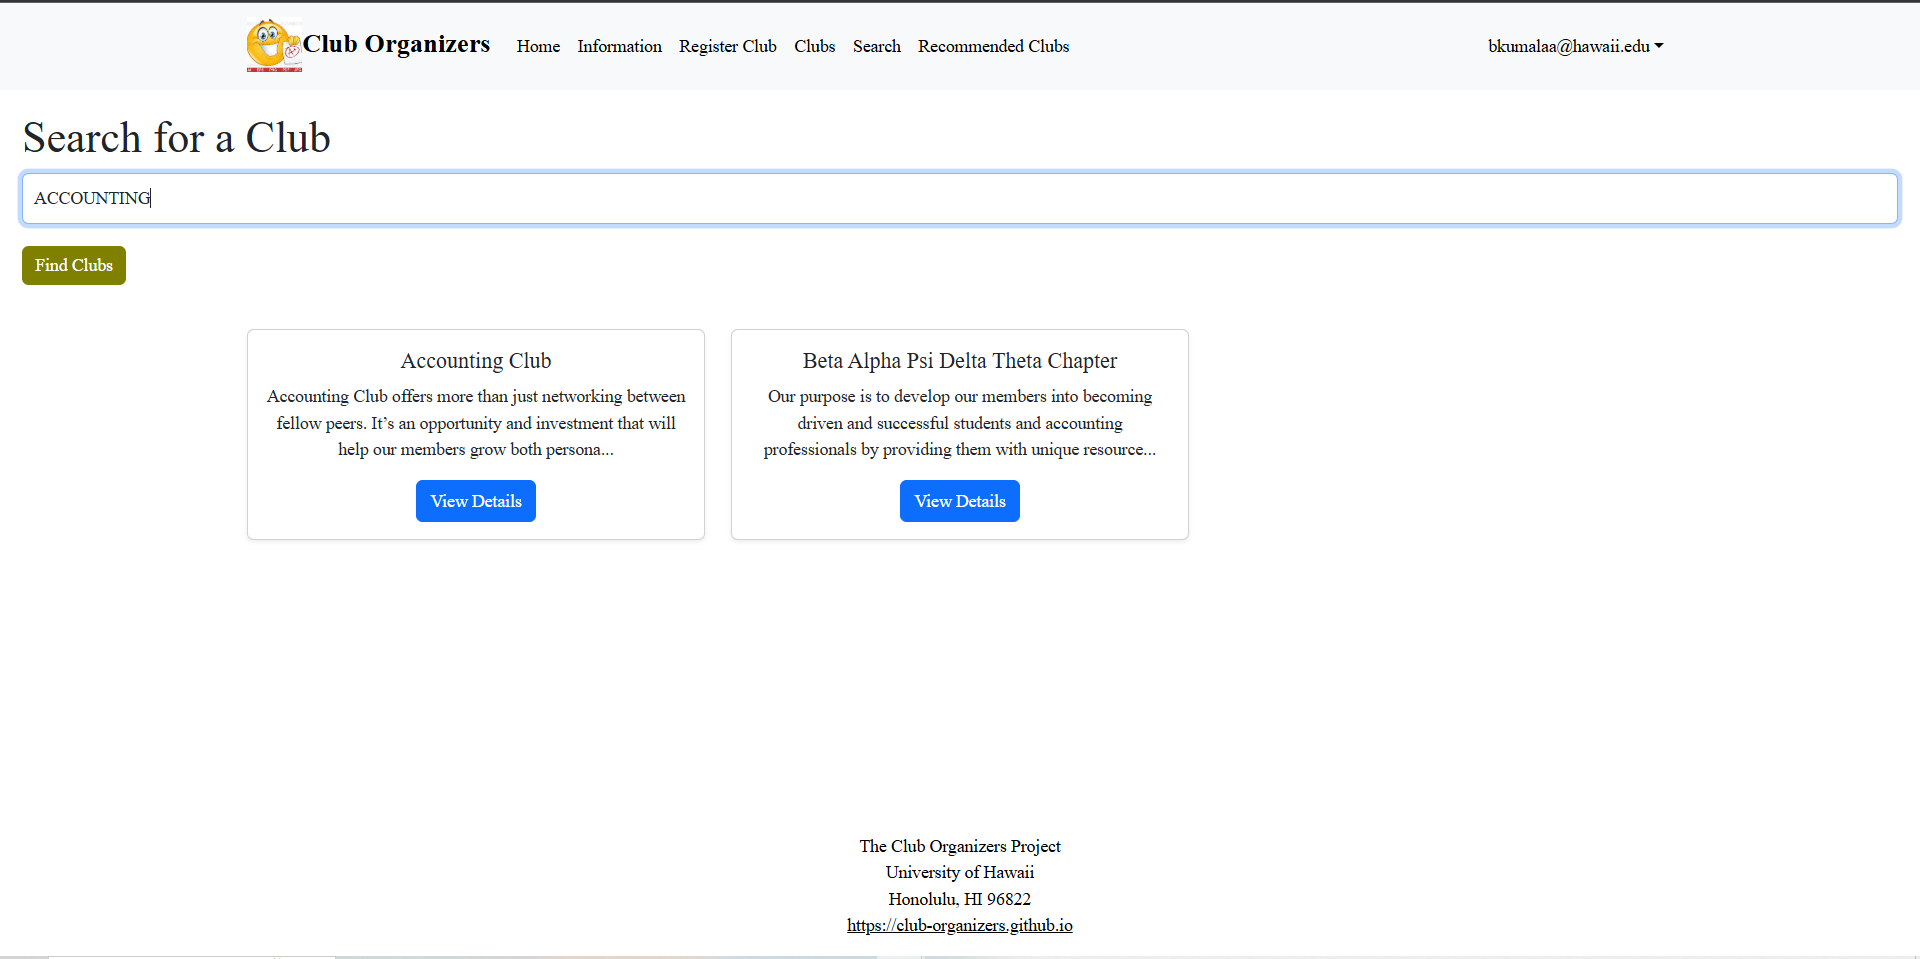 Club Organizers Home Information Register Club Clubs Search Recommended Clubs bkumalaa@hawaii.edu
Search for a Club
ACCOUNTING
Find Clubs
Accounting Club
Accounting Club offers more than just networking between
fellow peers. It’s an opportunity and investment that will
help our members grow both persona...
View Details
Beta Alpha Psi Delta Theta Chapter
Our purpose is to develop our members into becoming
driven and successful students and accounting
professionals by providing them with unique resource...
View Details
The Club Organizers Project
University of Hawaii
Honolulu, HI 96822
https://club-organizers.github.io